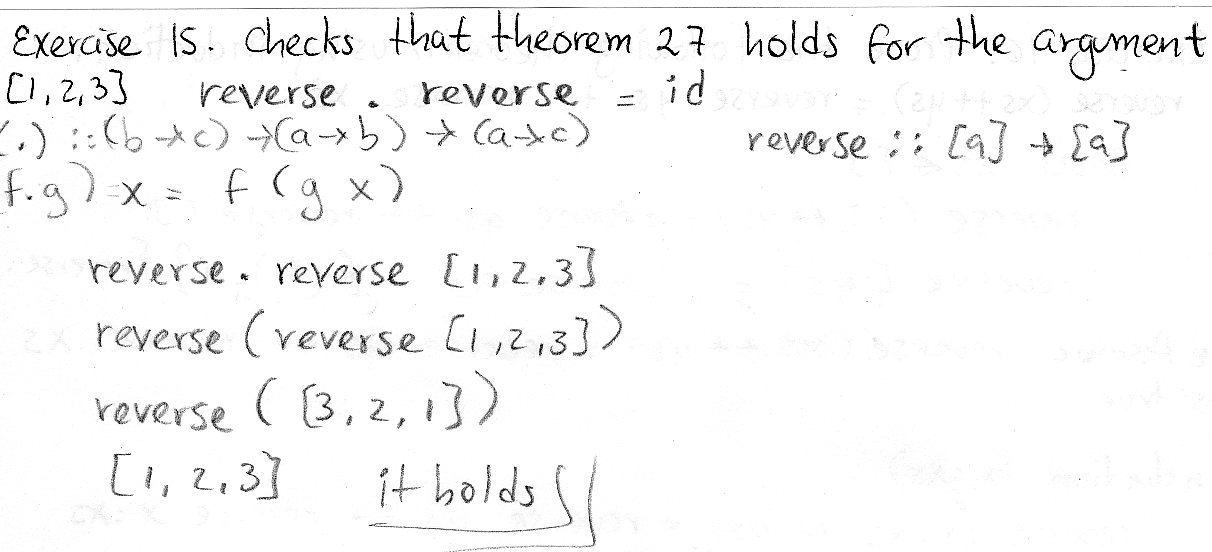 Exercise 15. Checks that theorem 27 holds for the argument
[1,2,3] reverse . reverse = id
(.) :: (b→c) →(a→b) → (a→c) reverse :: [a] → [a]
f.g) x = f (g x)
reverse . reverse [1,2,3]
reverse (reverse [1,2,3])
reverse ( [3,2,1])
[1,2,3] it holds